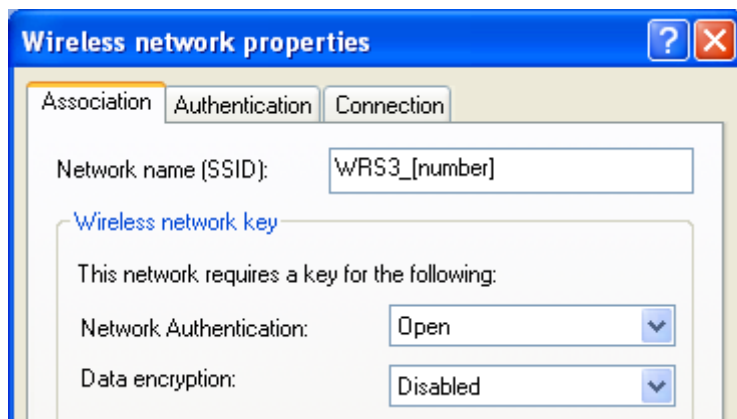 Wireless network properties
Association Authentication Connection
Network name (SSID): WRS3_[number]
Wireless network key
This network requires a key for the following:
Network Authentication: Open
Data encryption: Disabled